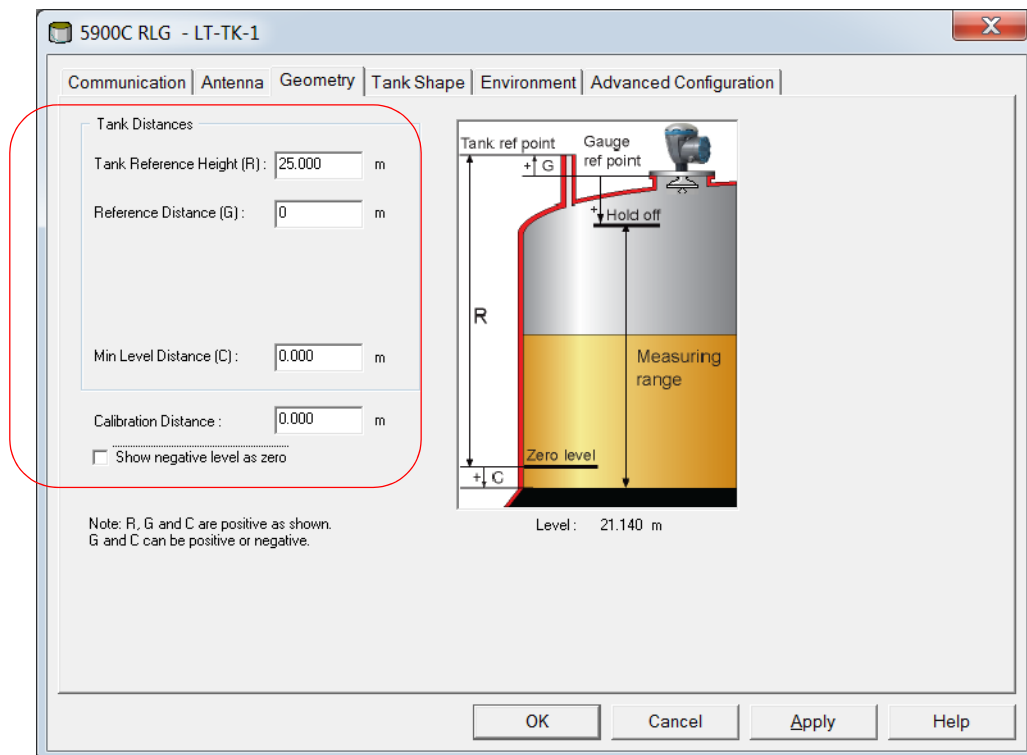 5900C RLG - LT-TK-1
Communication Antenna Geometry Tank Shape Environment Advanced Configuration
Tank Distances
Tank Reference Height (R) : 25.000 m
Reference Distance (G) : 0 m
Min Level Distance (C) : 0.000 m
Calibration Distance : 0.000 m
Show negative level as zero
Note: R, G and C are positive as shown.
G and C can be positive or negative.
Tank ref point
Gauge
ref point
+ G
+ Hold off
R
Measuring
range
Zero level
+ C
Level : 21.140 m
OK Cancel Apply Help